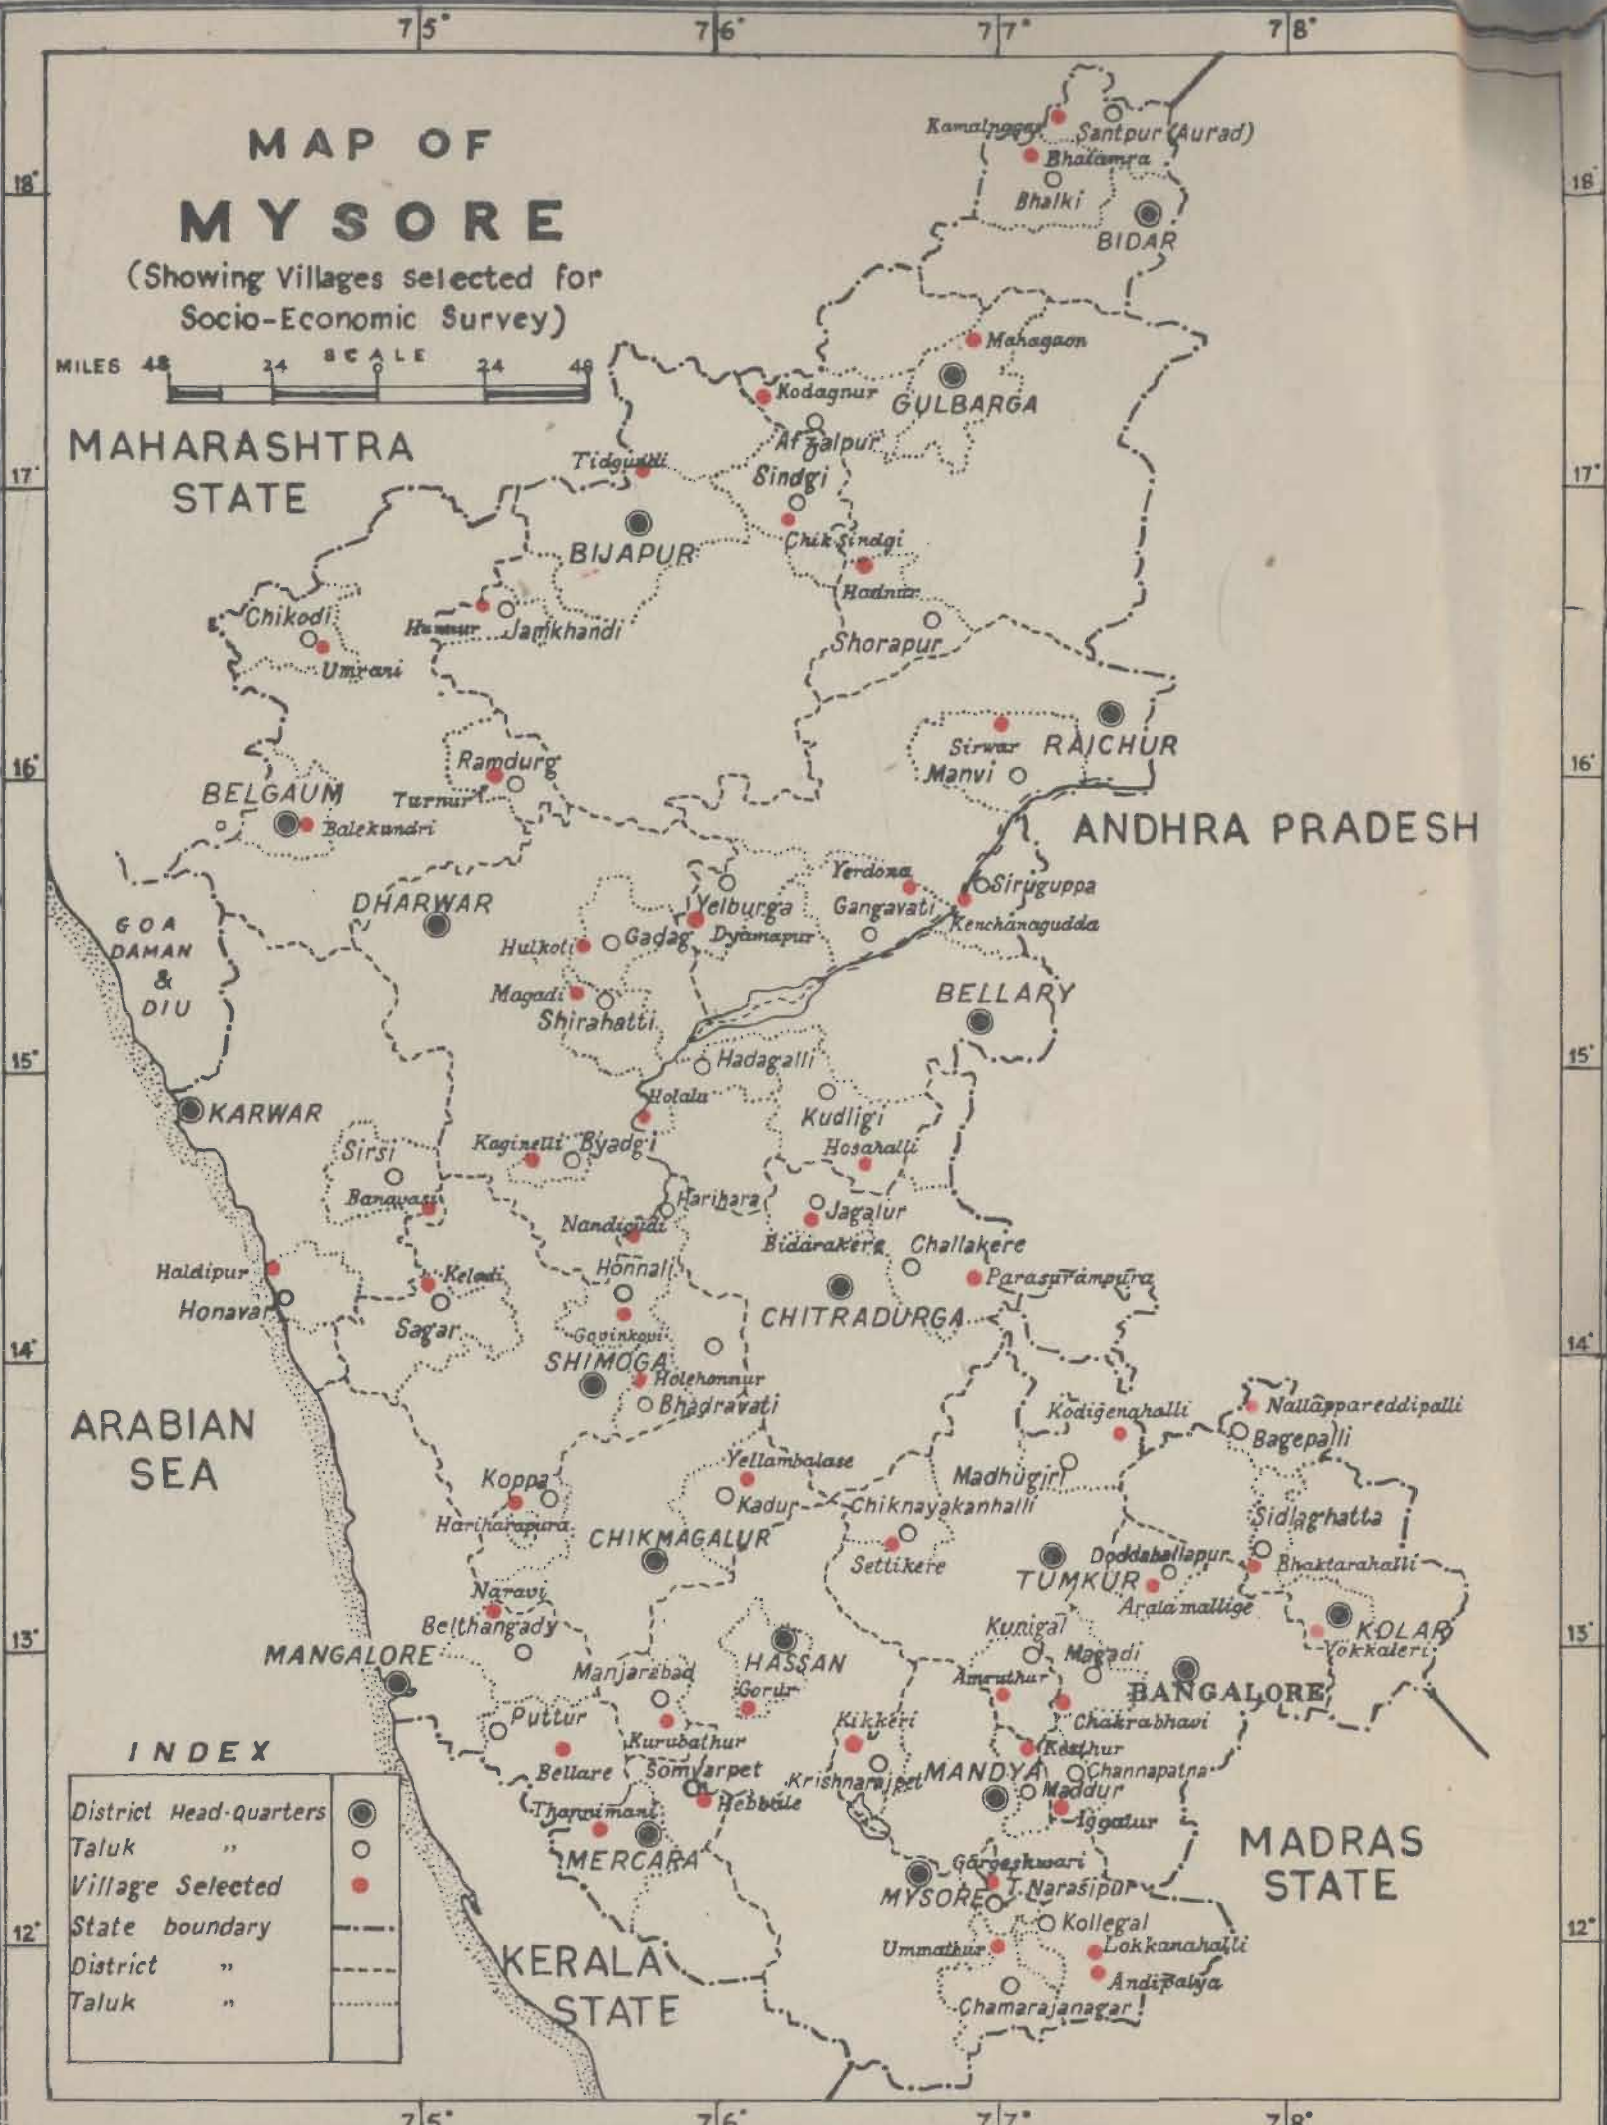 75° 76° 77° 78°
MAP OF
MYSORE
(Showing Villages selected for
Socio-Economic Survey)
SCALE
MILES 48 24 0 24 48
18° 18°
17° 17°
16° 16°
15° 15°
14° 14°
13° 13°
12° 12°
Kamalnagar
Santpur (Aurad)
Bhatamra
Bhalki
BIDAR
Mahagaon
Kodagnur
GULBARGA
Afzalpur
MAHARASHTRA
STATE
Tidgundi
Sindgi
BIJAPUR
Chik Sindgi
Hadnur
Chikodi
Hunnur
Jamkhandi
Shorapur
Umrani
Sirwar
RAICHUR
Manvi
Ramdurg
Turnur
BELGAUM
Balekundri
ANDHRA PRADESH
Yerdona
Siruguppa
DHARWAR
Yelburga
Gangavati
Kenchanagudda
GOA
DAMAN
&
DIU
Hulkoti
Gadag
Dyamapur
Magadi
Shirahatti
BELLARY
Hadagalli
Holalu
Kudligi
KARWAR
Hosahalli
Kaginelli
Byadgi
Sirsi
Banavasi
Harihara
Jagalur
Nandigudi
Bidarakere
Challakere
Honnali
Haldipur
Keladi
Parasurampura
Honavar
CHITRADURGA
Sagar
Govinkovi
SHIMOGA
Holehonnur
Bhadravati
ARABIAN
SEA
Kodigenahalli
Nallappareddipalli
Bagepalli
Yellambalase
Madhugiri
Koppa
Kadur
Chiknayakanhalli
Hariharapura
Sidlaghatta
CHIKMAGALUR
Settikere
Doddaballapur
Bhaktarahalli
TUMKUR
Naravi
Aralamallige
Belthangady
Kunigal
KOLAR
Vokkaleri
MANGALORE
Manjarabad
HASSAN
Magadi
Gorur
Amruthur
BANGALORE
Puttur
Kikkeri
Chakrabhavi
Kurubathur
Kesthur
Bellare
Somvarpet
Krishnarajpet
MANDYA
Channapatna
Maddur
Hebbale
Iggalur
Thannimani
MERCARA
MADRAS
STATE
Gargeshwari
MYSORE
T. Narasipur
Kollegal
Ummathur
Lokkanahalli
KERALA
STATE
Andipalya
Chamarajanagar
INDEX
District Head-Quarters
Taluk „
Village Selected
State boundary
District „
Taluk „
75° 76° 77° 78°